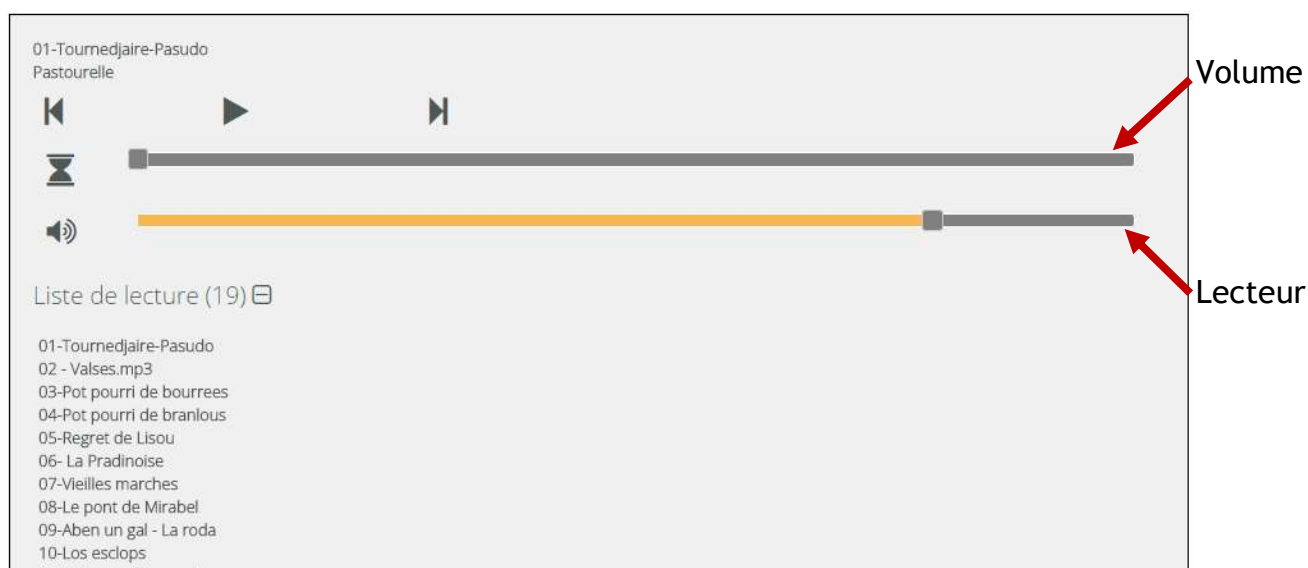 01-Tournedjaire-Pasudo
Pastourelle
Volume
Lecteur
Liste de lecture (19)
01-Tournedjaire-Pasudo
02 - Valses.mp3
03-Pot pourri de bourrees
04-Pot pourri de branlous
05-Regret de Lisou
06- La Pradinoise
07-Vieilles marches
08-Le pont de Mirabel
09-Aben un gal - La roda
10-Los esclops